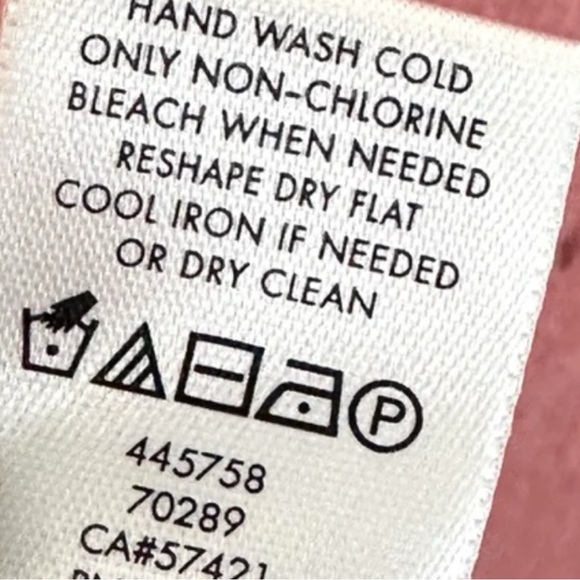 HAND WASH COLD
ONLY NON-CHLORINE
BLEACH WHEN NEEDED
RESHAPE DRY FLAT
COOL IRON IF NEEDED
OR DRY CLEAN
P
445758
70289
CA#57421